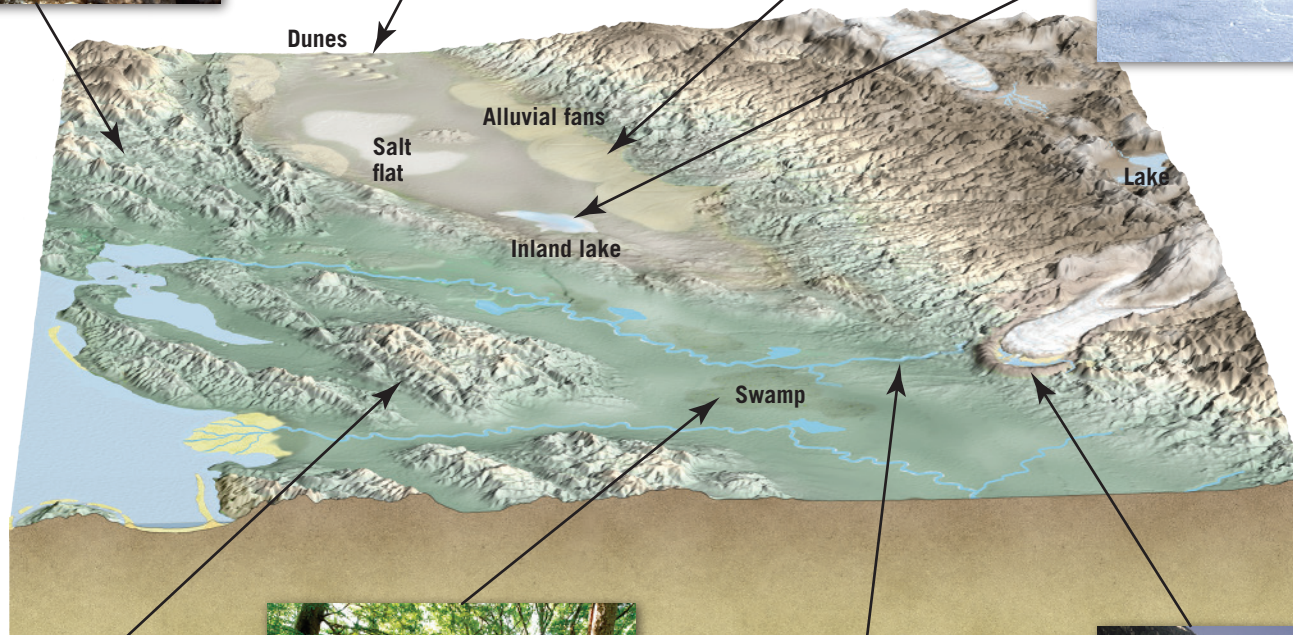 Dunes
Alluvial fans
Salt
flat
Lake
Inland lake
Swamp